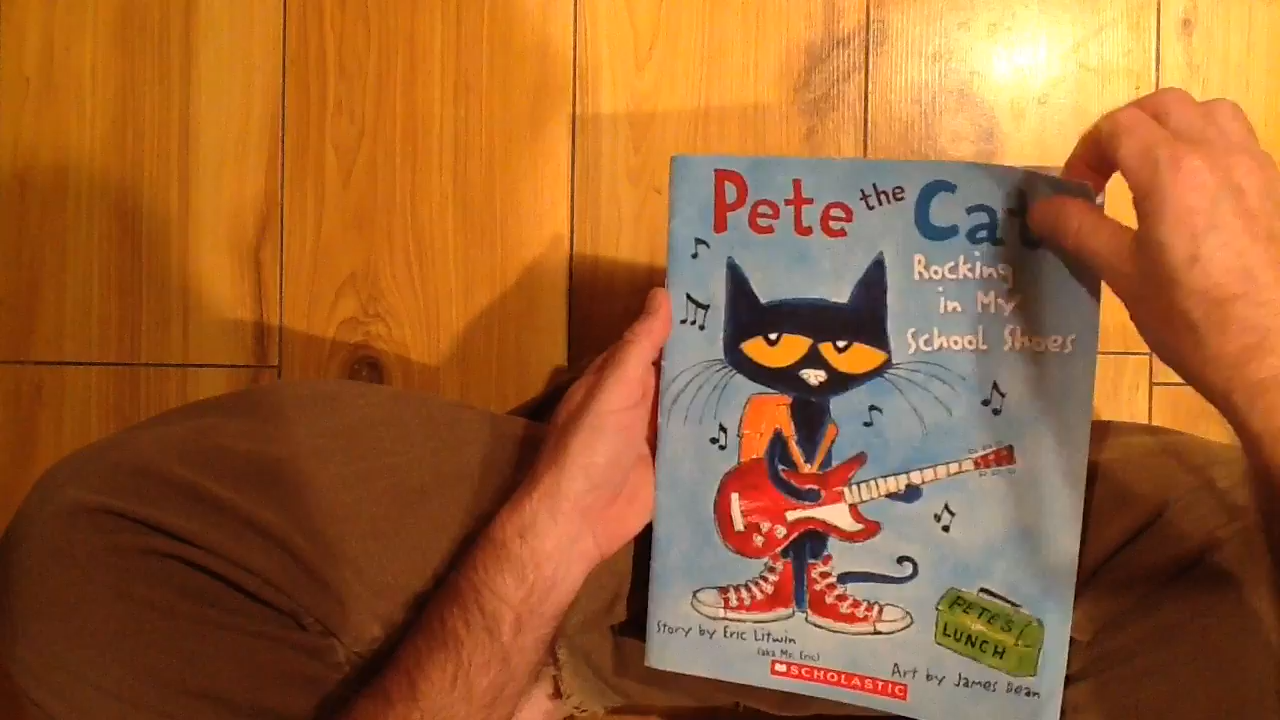 Pete the Cat
Rocking
in My
School Shoes
PETE'S
LUNCH
Story by Eric Litwin
(aka Mr. Eric)
SCHOLASTIC
Art by James Dean